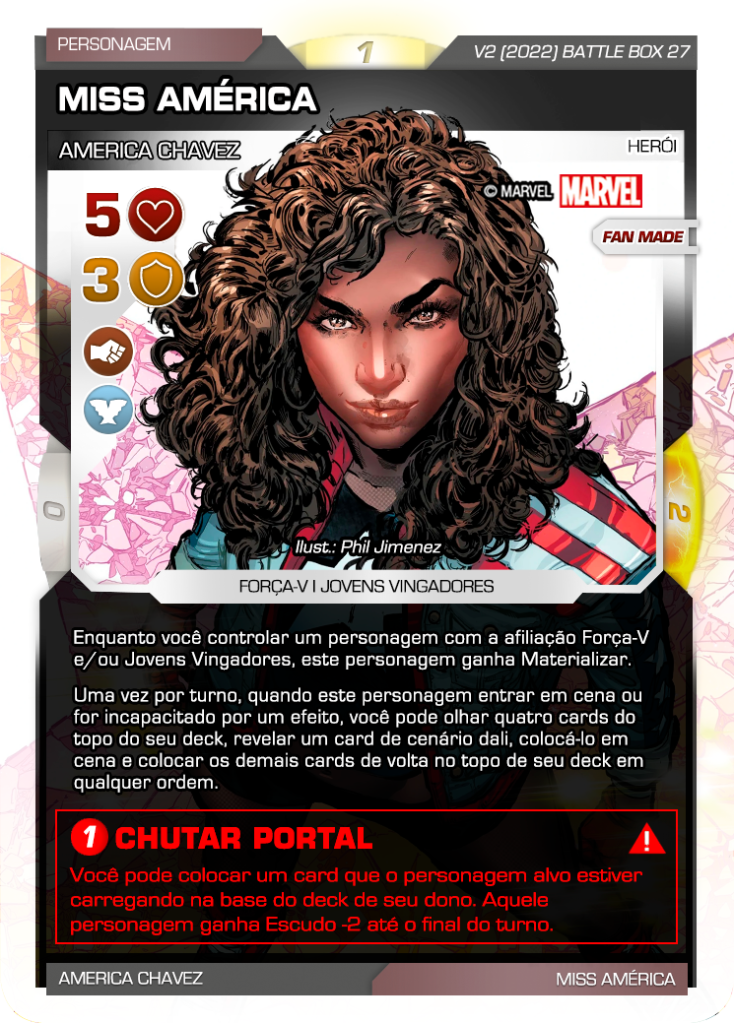 PERSONAGEM
1
V2 (2022) BATTLE BOX 27
MISS AMÉRICA
AMERICA CHAVEZ
HERÓI
© MARVEL MARVEL
5
FAN MADE
3
0
2
Ilust.: Phil Jimenez
FORÇA-V I JOVENS VINGADORES
Enquanto você controlar um personagem com a afiliação Força-V
e/ou Jovens Vingadores, este personagem ganha Materializar.
Uma vez por turno, quando este personagem entrar em cena ou
for incapacitado por um efeito, você pode olhar quatro cards do
topo do seu deck, revelar um card de cenário dali, colocá-lo em
cena e colocar os demais cards de volta no topo de seu deck em
qualquer ordem.
1 CHUTAR PORTAL !
Você pode colocar um card que o personagem alvo estiver
carregando na base do deck de seu dono. Aquele
personagem ganha Escudo -2 até o final do turno.
AMERICA CHAVEZ
MISS AMÉRICA